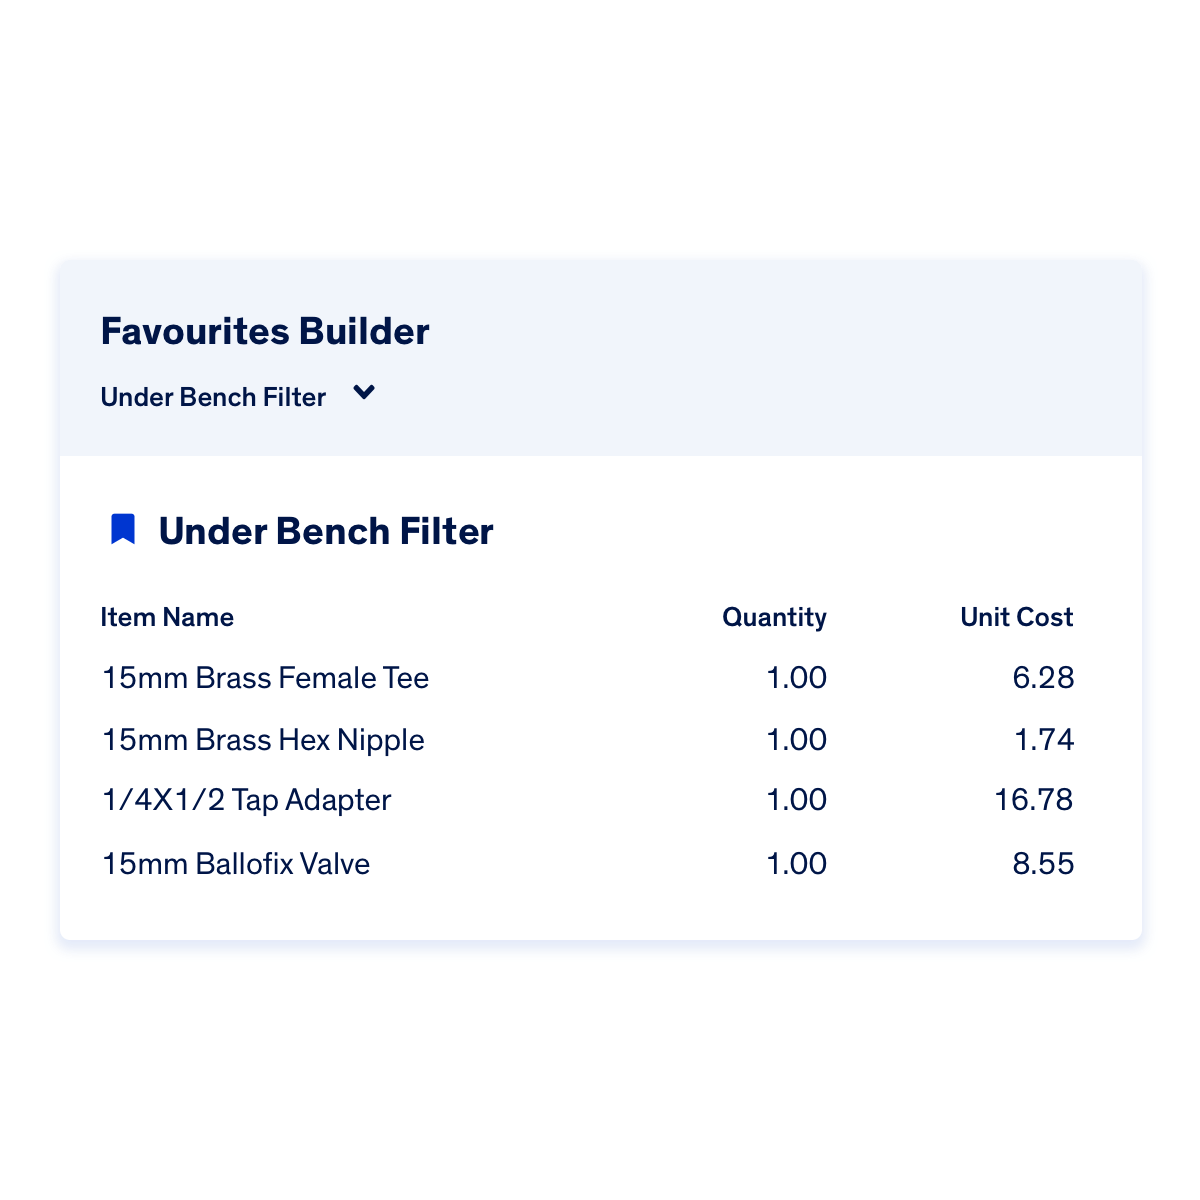 Favourites Builder
Under Bench Filter
Under Bench Filter
Item Name Quantity Unit Cost
15mm Brass Female Tee 1.00 6.28
15mm Brass Hex Nipple 1.00 1.74
1/4X1/2 Tap Adapter 1.00 16.78
15mm Ballofix Valve 1.00 8.55